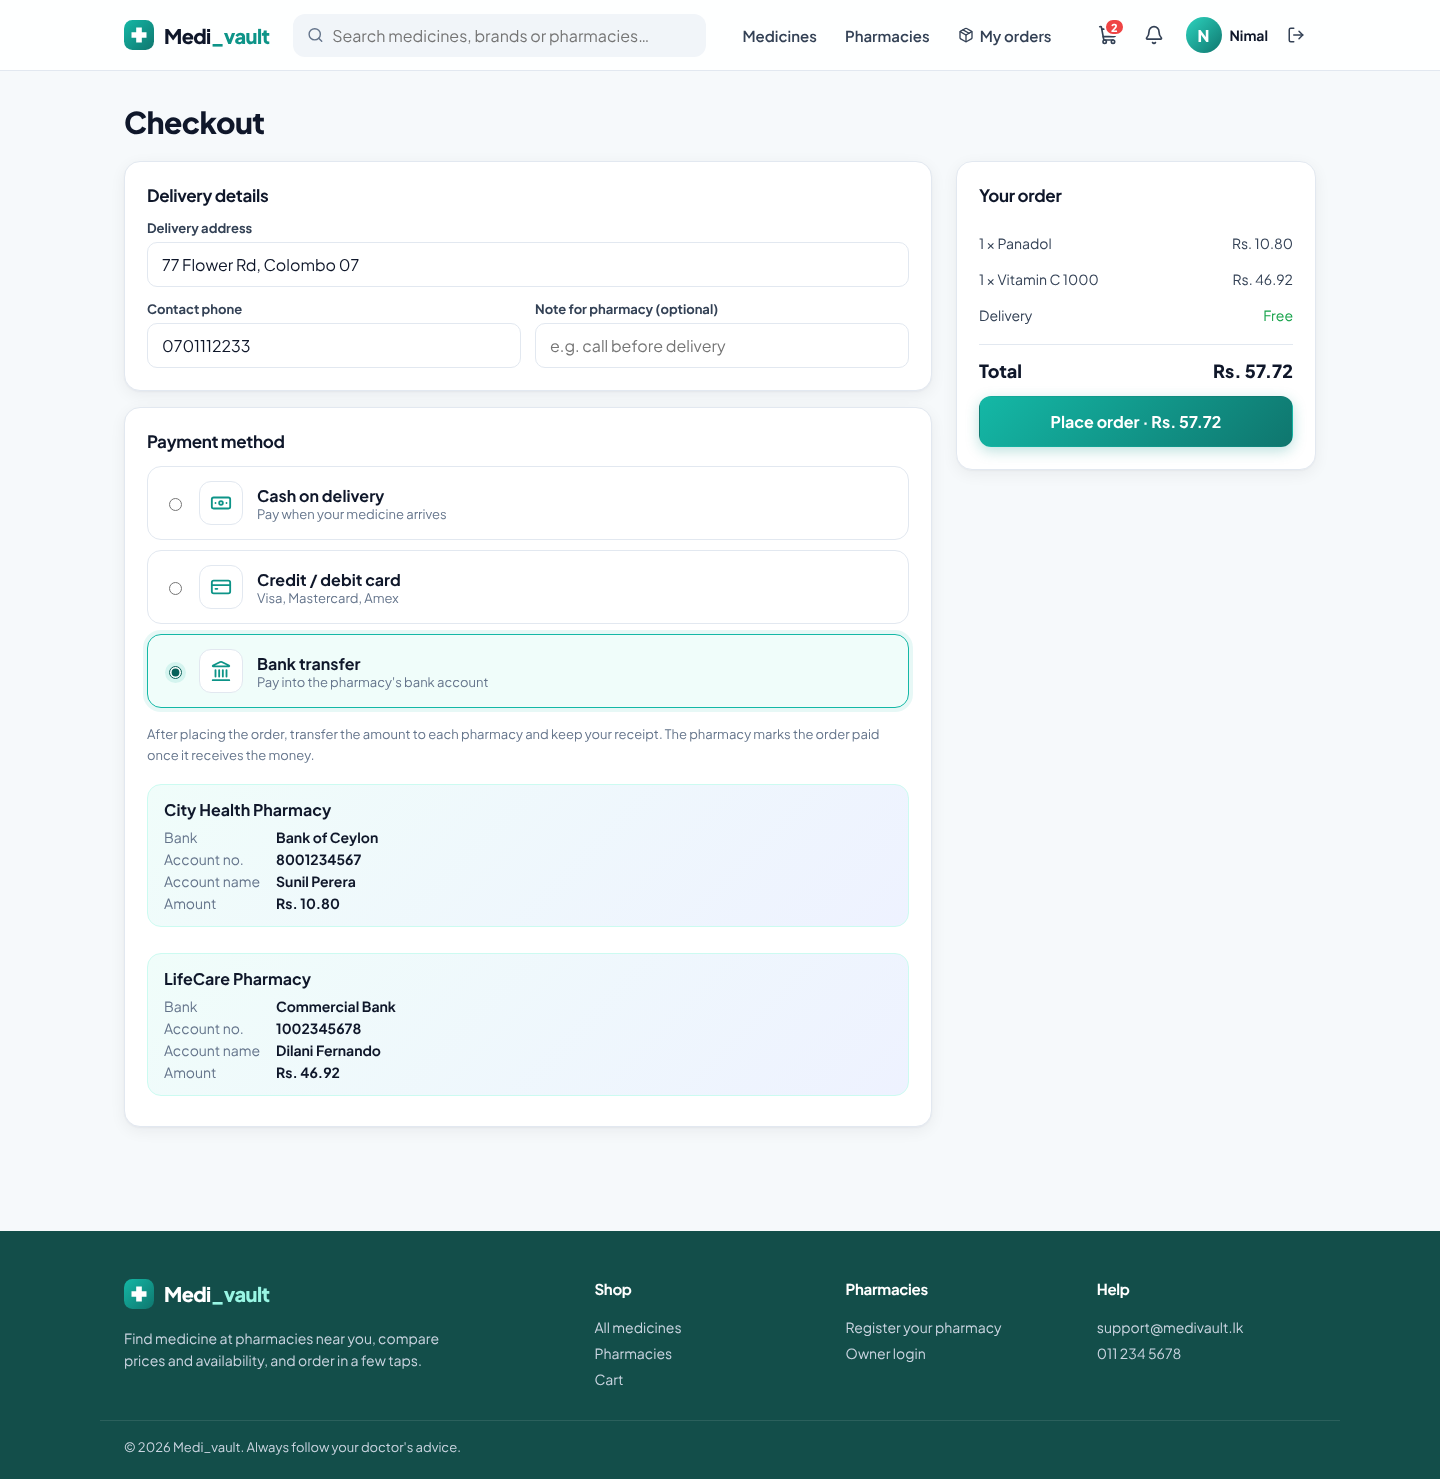 Medi_vault
Search medicines, brands or pharmacies...
Medicines
Pharmacies
My orders
2
N
Nimal
Checkout
Delivery details
Delivery address
77 Flower Rd, Colombo 07
Contact phone
Note for pharmacy (optional)
0701112233
e.g. call before delivery
Payment method
Cash on delivery
Pay when your medicine arrives
Credit / debit card
Visa, Mastercard, Amex
Bank transfer
Pay into the pharmacy's bank account
After placing the order, transfer the amount to each pharmacy and keep your receipt. The pharmacy marks the order paid
once it receives the money.
City Health Pharmacy
Bank Bank of Ceylon
Account no. 8001234567
Account name Sunil Perera
Amount Rs. 10.80
LifeCare Pharmacy
Bank Commercial Bank
Account no. 1002345678
Account name Dilani Fernando
Amount Rs. 46.92
Your order
1 × Panadol Rs. 10.80
1 × Vitamin C 1000 Rs. 46.92
Delivery Free
Total Rs. 57.72
Place order · Rs. 57.72
Medi_vault
Find medicine at pharmacies near you, compare
prices and availability, and order in a few taps.
Shop
All medicines
Pharmacies
Cart
Pharmacies
Register your pharmacy
Owner login
Help
support@medivault.lk
011 234 5678
© 2026 Medi_vault. Always follow your doctor's advice.